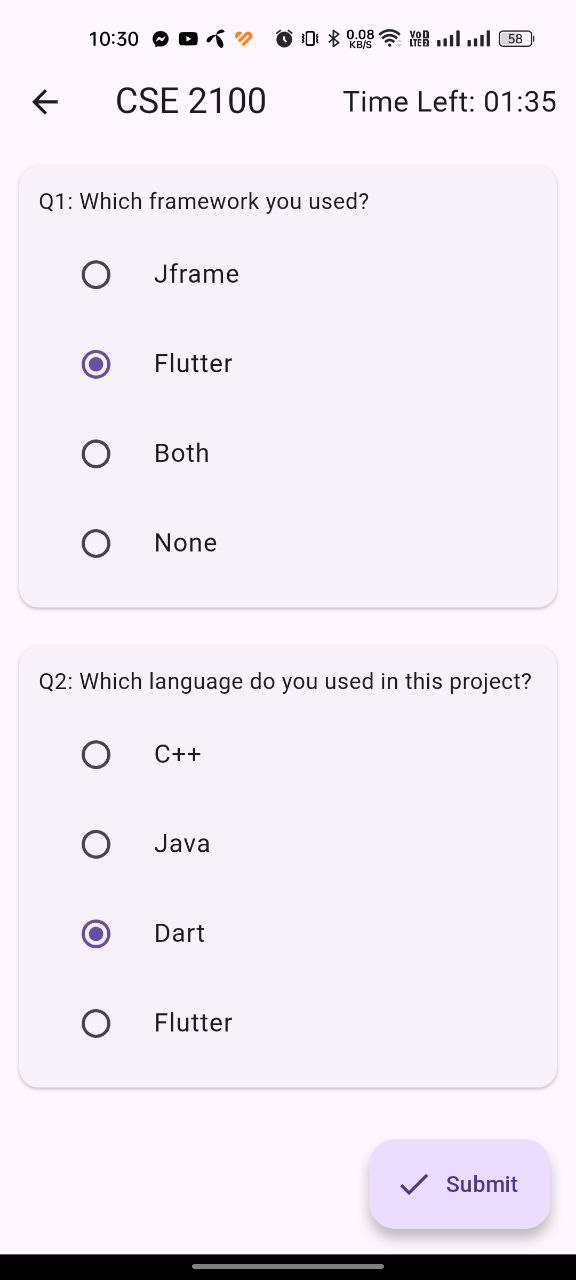 10:30 0.08 KB/S Vo) LTE2 58
CSE 2100 Time Left: 01:35
Q1: Which framework you used?
Jframe
Flutter
Both
None
Q2: Which language do you used in this project?
C++
Java
Dart
Flutter
Submit